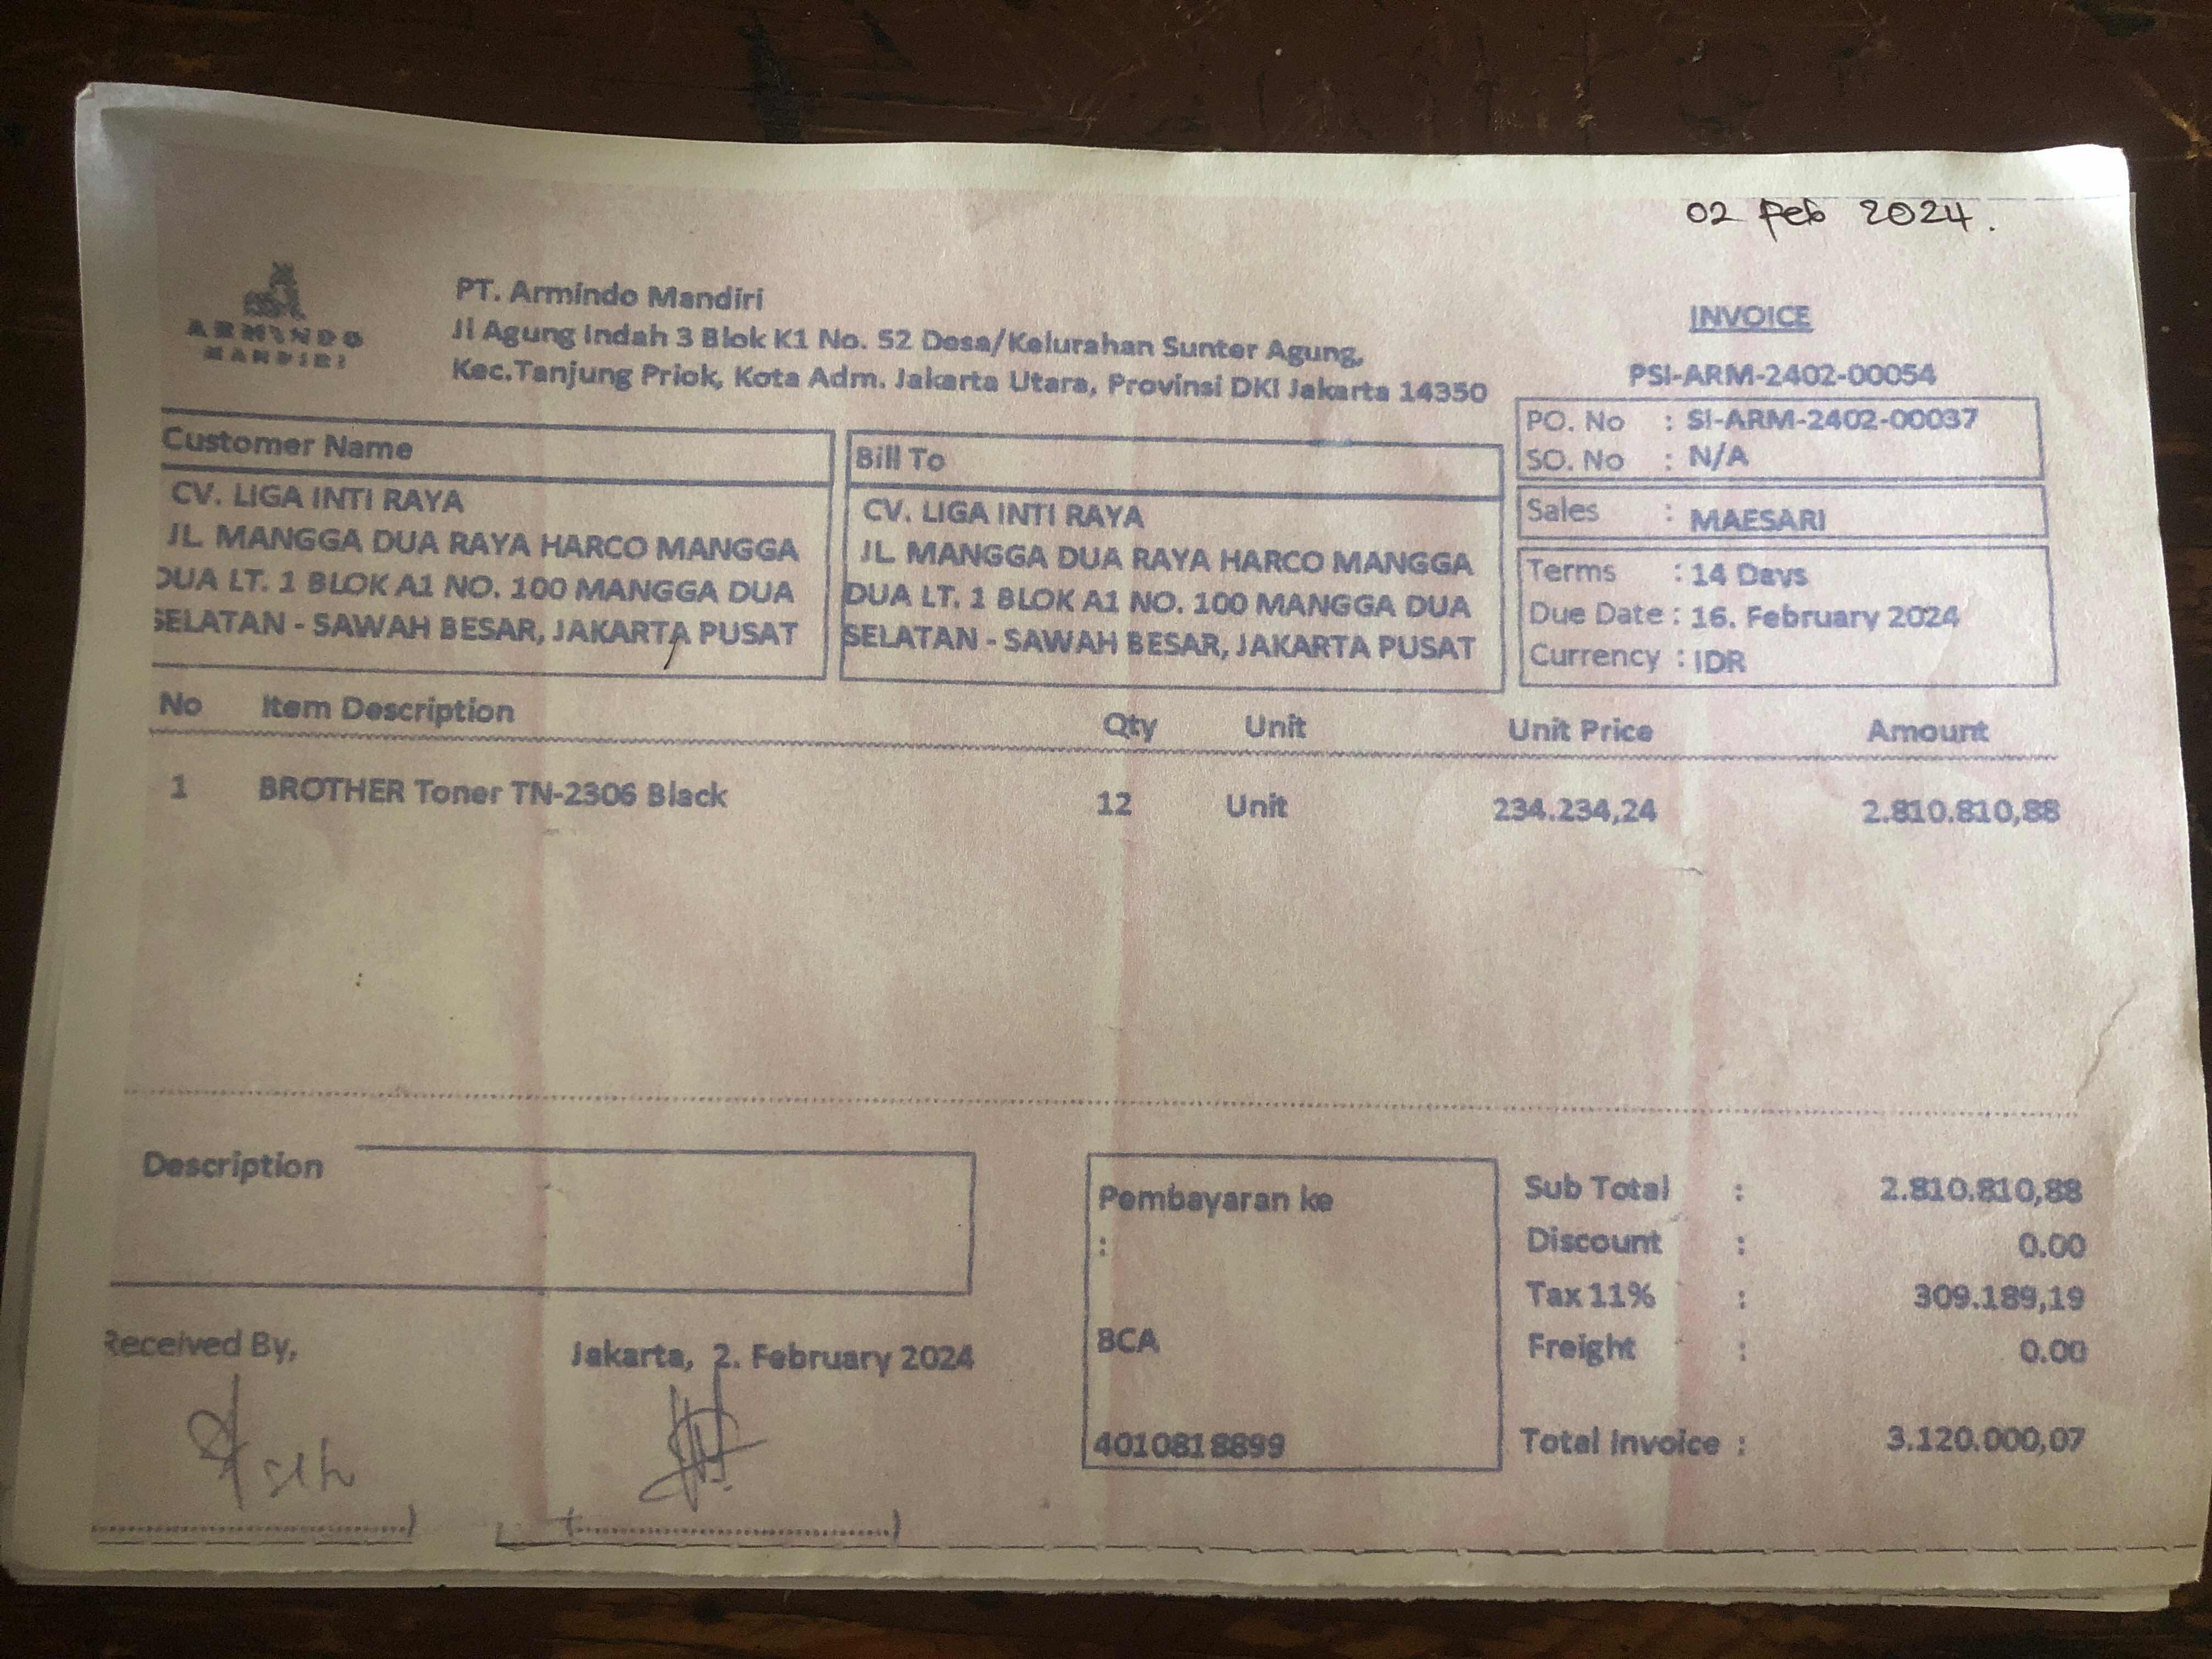 02 Feb 2024.
ARMINDO
MANDIRI
PT. Armindo Mandiri
Jl Agung Indah 3 Blok K1 No. 52 Desa/Kelurahan Sunter Agung,
Kec.Tanjung Priok, Kota Adm. Jakarta Utara, Provinsi DKI Jakarta 14350
INVOICE
PSI-ARM-2402-00054
PO. No : SI-ARM-2402-00037
SO. No : N/A
Sales : MAESARI
Terms : 14 Days
Due Date : 16. February 2024
Currency : IDR
Customer Name
CV. LIGA INTI RAYA
JL. MANGGA DUA RAYA HARCO MANGGA
DUA LT. 1 BLOK A1 NO. 100 MANGGA DUA
SELATAN - SAWAH BESAR, JAKARTA PUSAT
Bill To
CV. LIGA INTI RAYA
JL. MANGGA DUA RAYA HARCO MANGGA
DUA LT. 1 BLOK A1 NO. 100 MANGGA DUA
SELATAN - SAWAH BESAR, JAKARTA PUSAT
No Item Description Qty Unit Unit Price Amount
1 BROTHER Toner TN-2306 Black 12 Unit 234.234,24 2.810.810,88
Description
Pembayaran ke
:
BCA
4010818899
Sub Total : 2.810.810,88
Discount : 0.00
Tax 11% : 309.189,19
Freight : 0.00
Total Invoice : 3.120.000,07
Received By,
Jakarta, 2. February 2024